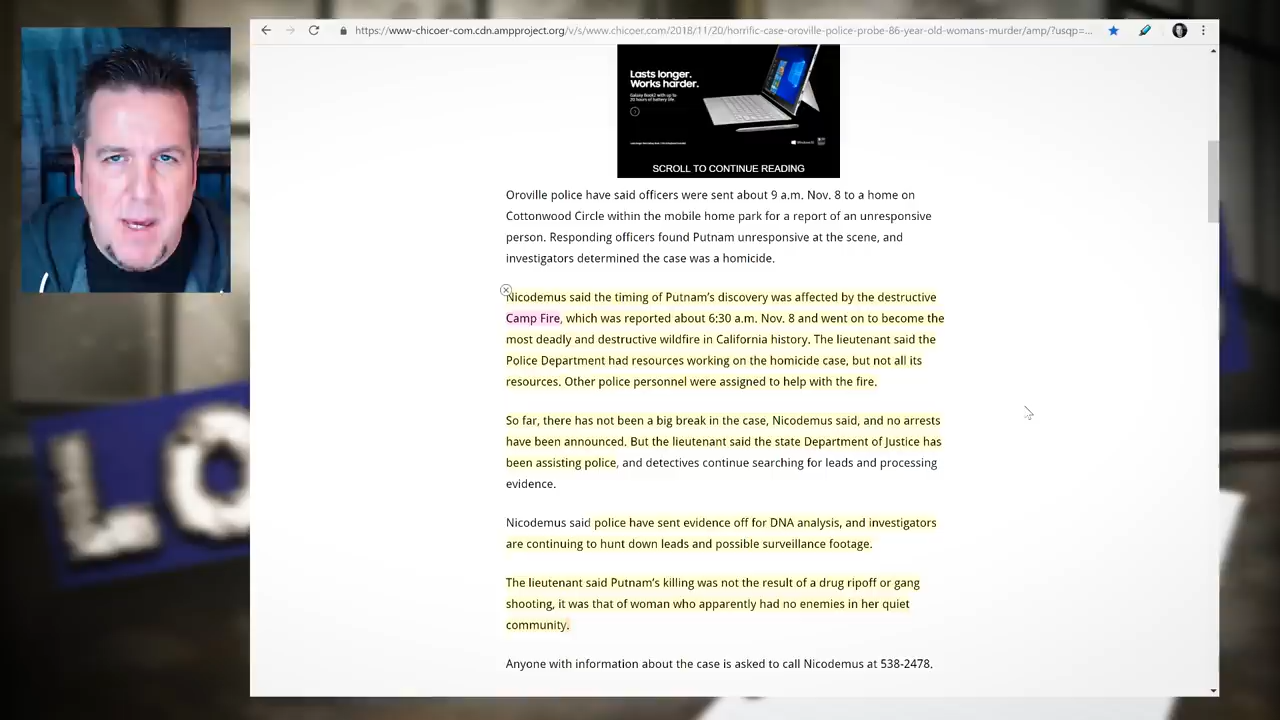 https://www-chicoer-com.cdn.ampproject.org/v/s/www.chicoer.com/2018/11/20/horrific-case-oroville-police-probe-86-year-old-womans-murder/amp/?usqp=...
Lasts longer.
Works harder.
SCROLL TO CONTINUE READING
Oroville police have said officers were sent about 9 a.m. Nov. 8 to a home on
Cottonwood Circle within the mobile home park for a report of an unresponsive
person. Responding officers found Putnam unresponsive at the scene, and
investigators determined the case was a homicide.
Nicodemus said the timing of Putnam's discovery was affected by the destructive
Camp Fire, which was reported about 6:30 a.m. Nov. 8 and went on to become the
most deadly and destructive wildfire in California history. The lieutenant said the
Police Department had resources working on the homicide case, but not all its
resources. Other police personnel were assigned to help with the fire.
So far, there has not been a big break in the case, Nicodemus said, and no arrests
have been announced. But the lieutenant said the state Department of Justice has
been assisting police, and detectives continue searching for leads and processing
evidence.
Nicodemus said police have sent evidence off for DNA analysis, and investigators
are continuing to hunt down leads and possible surveillance footage.
The lieutenant said Putnam's killing was not the result of a drug ripoff or gang
shooting, it was that of woman who apparently had no enemies in her quiet
community.
Anyone with information about the case is asked to call Nicodemus at 538-2478.
LO